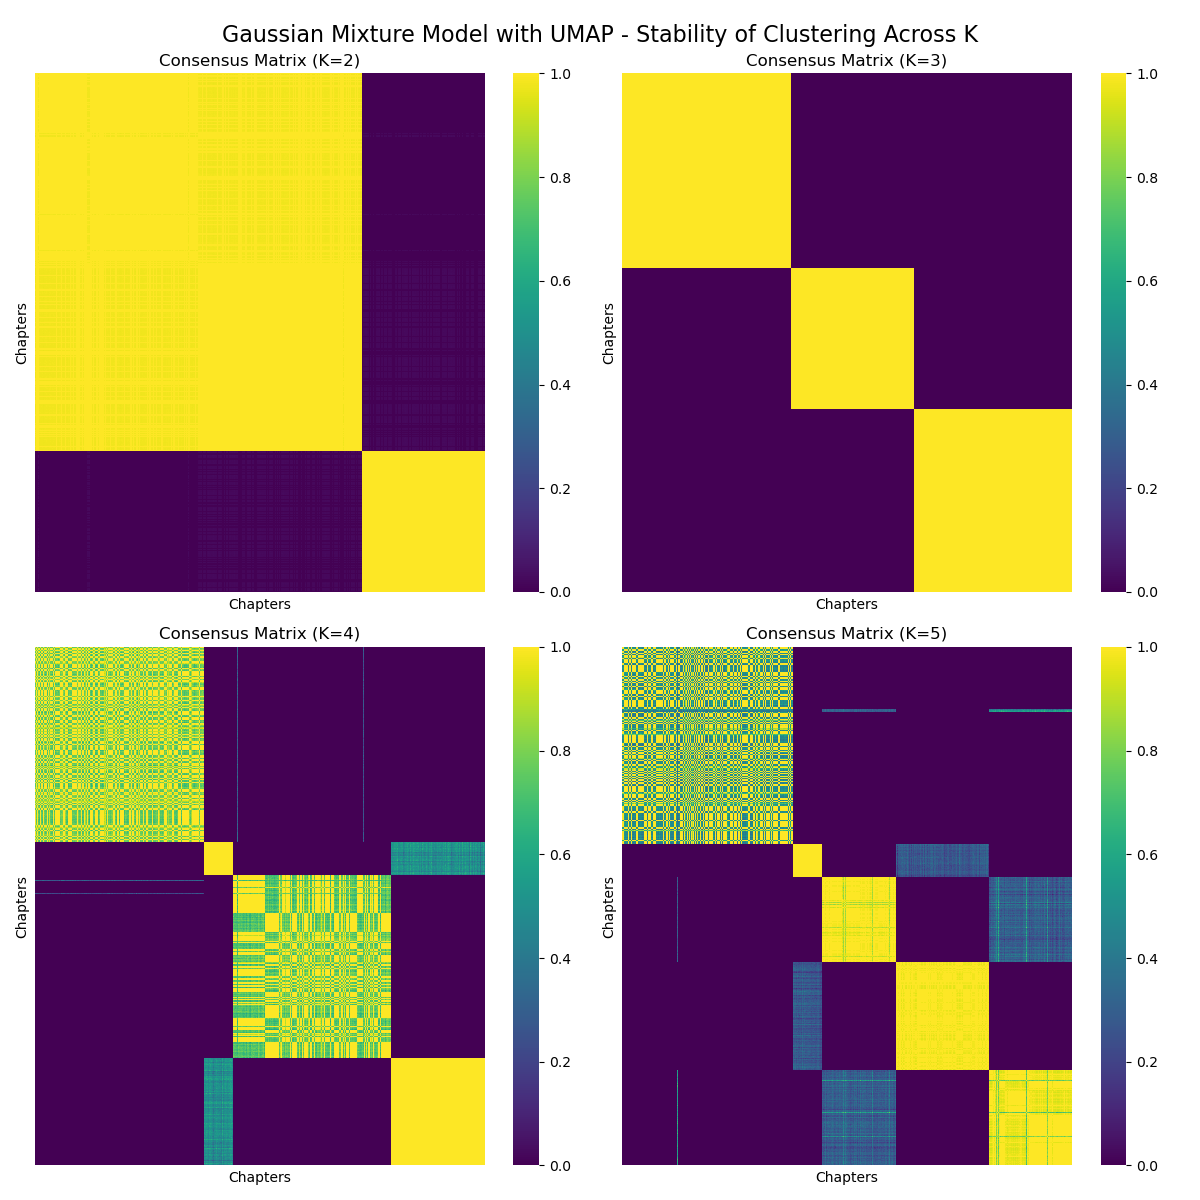 Gaussian Mixture Model with UMAP - Stability of Clustering Across K
Consensus Matrix (K=2)
Chapters
Chapters
1.0
0.8
0.6
0.4
0.2
0.0
Consensus Matrix (K=3)
Chapters
Chapters
1.0
0.8
0.6
0.4
0.2
0.0
Consensus Matrix (K=4)
Chapters
Chapters
1.0
0.8
0.6
0.4
0.2
0.0
Consensus Matrix (K=5)
Chapters
Chapters
1.0
0.8
0.6
0.4
0.2
0.0